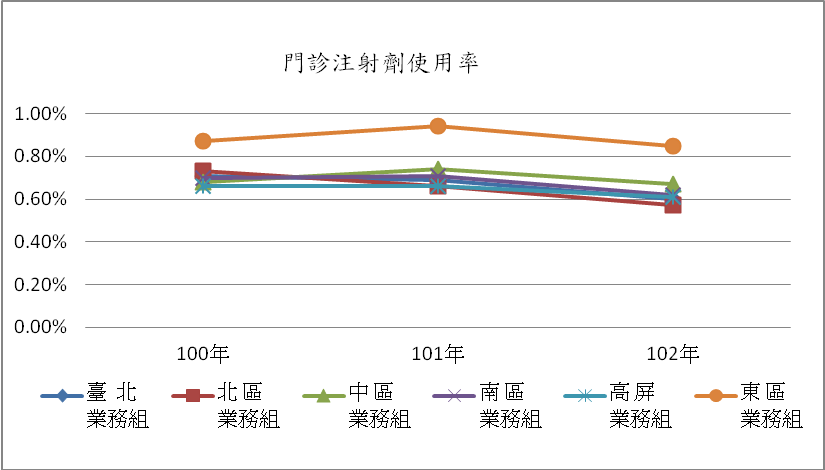 門診注射劑使用率
1.00%
0.80%
0.60%
0.40%
0.20%
0.00%
100年 101年 102年
臺北 北區 中區 南區 高屏 東區
業務組 業務組 業務組 業務組 業務組 業務組